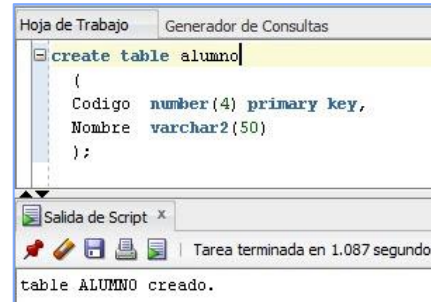 Hoja de Trabajo Generador de Consultas
create table alumno
(
Codigo number(4) primary key,
Nombre varchar2(50)
);
Salida de Script x
Tarea terminada en 1.087 segundo
table ALUMNO creado.